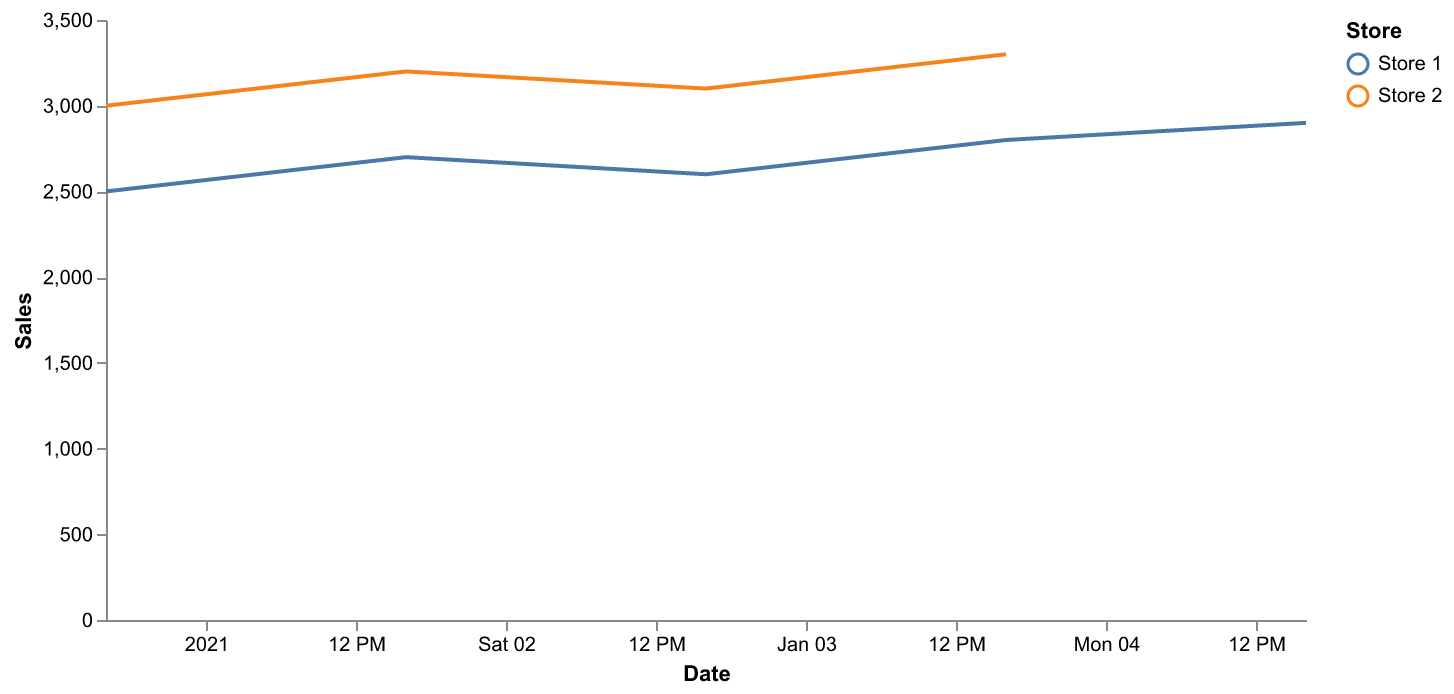 3,500
3,000
2,500
2,000
1,500
1,000
500
0
Sales
2021 12 PM Sat 02 12 PM Jan 03 12 PM Mon 04 12 PM
Date
Store
Store 1
Store 2